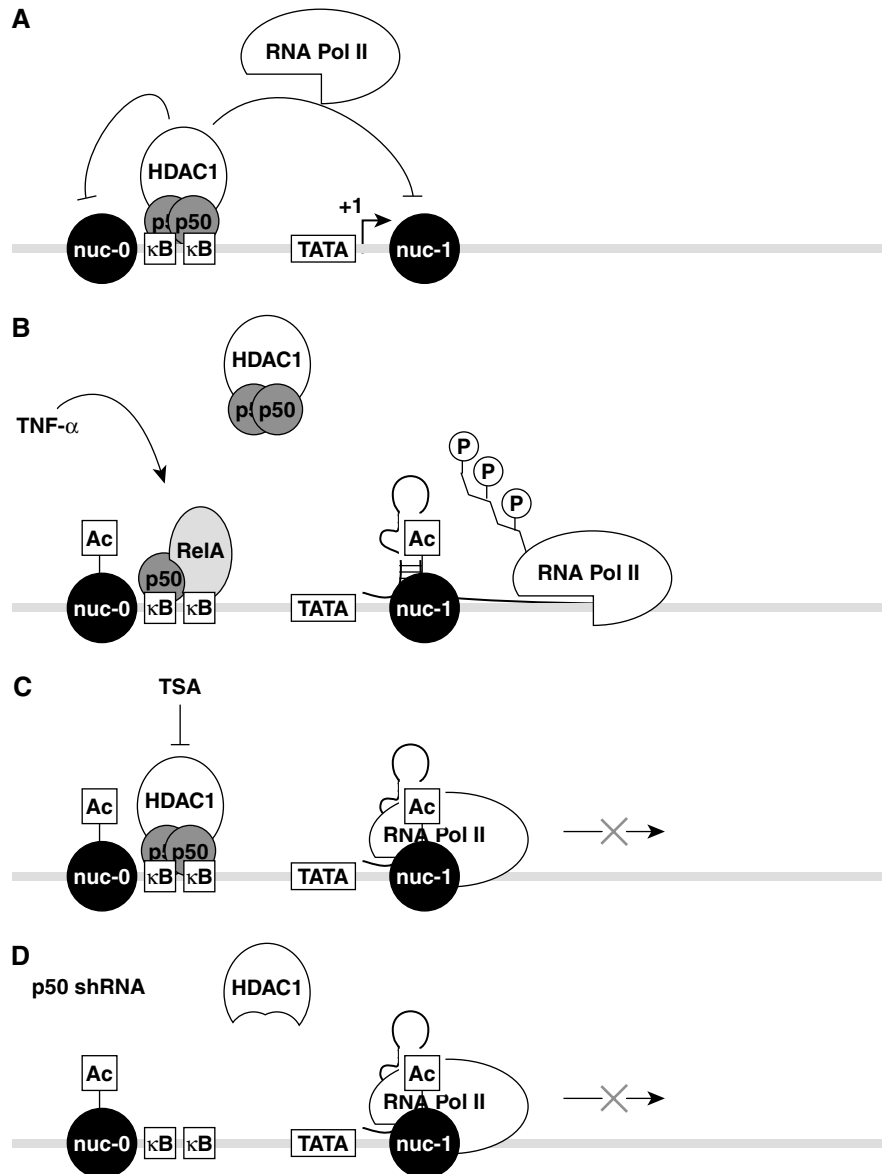 A
RNA Pol II
HDAC1
p50
+1
nuc-0
κB
κB
TATA
nuc-1
B
HDAC1
p50
TNF-α
P
P
P
Ac
RelA
Ac
p50
RNA Pol II
nuc-0
κB
κB
TATA
nuc-1
C
TSA
Ac
HDAC1
Ac
RNA Pol II
p50
nuc-0
κB
κB
TATA
nuc-1
D
p50 shRNA
HDAC1
Ac
Ac
RNA Pol II
nuc-0
κB
κB
TATA
nuc-1